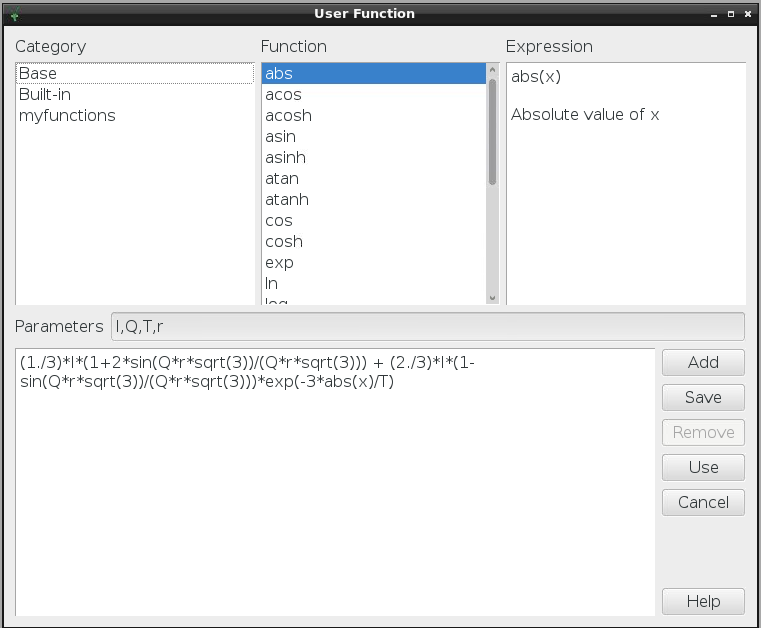 User Function
Category
Function
Expression
Base
Built-in
myfunctions
abs
acos
acosh
asin
asinh
atan
atanh
cos
cosh
exp
ln
log
abs(x)
Absolute value of x
Parameters
I,Q,T,r
(1./3)*I*(1+2*sin(Q*r*sqrt(3))/(Q*r*sqrt(3))) + (2./3)*I*(1-
sin(Q*r*sqrt(3))/(Q*r*sqrt(3)))*exp(-3*abs(x)/T)
Add
Save
Remove
Use
Cancel
Help